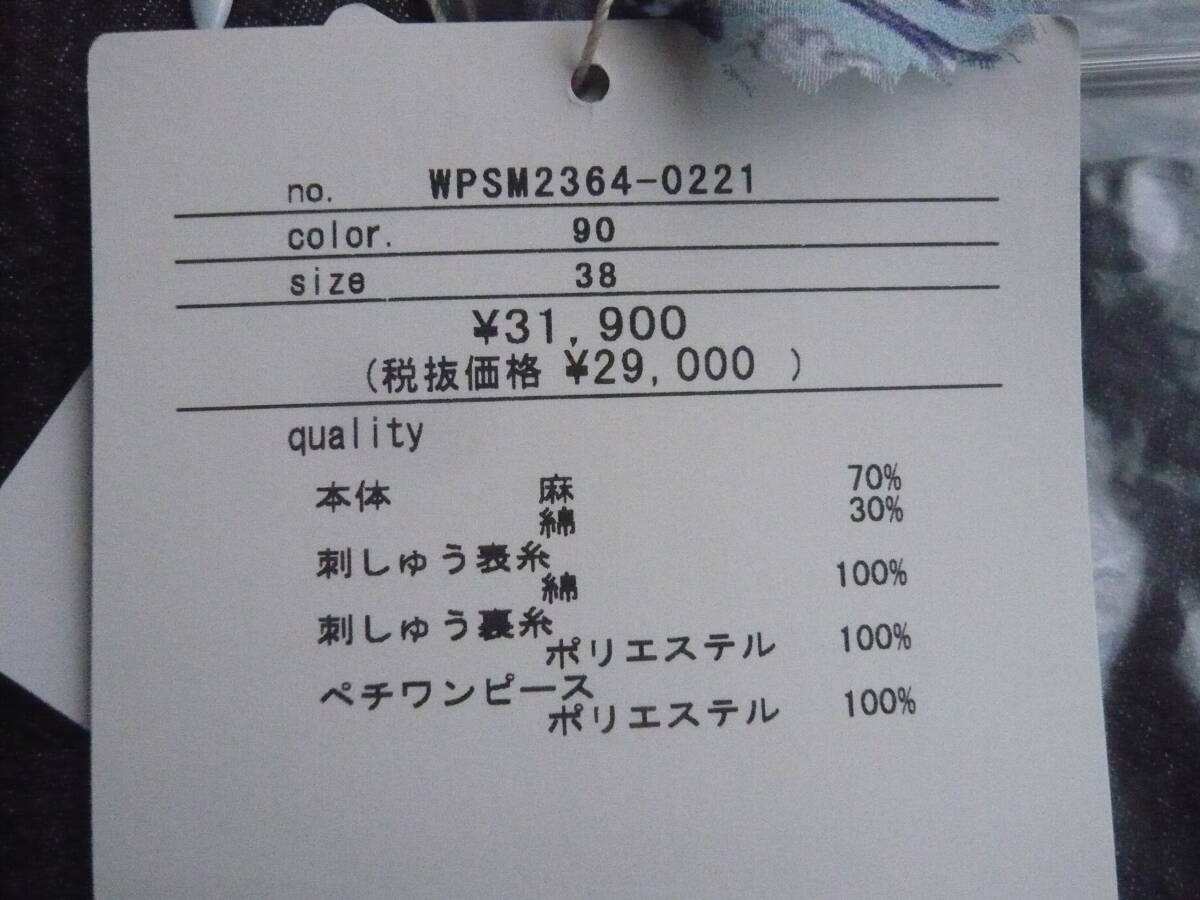 no. WPSM2364-0221
color. 90
size 38
¥31,900
(税抜価格 ¥29,000 )
quality
本体 麻 70%
綿 30%
刺しゅう表糸
綿 100%
刺しゅう裏糸
ポリエステル 100%
ペチワンピース
ポリエステル 100%